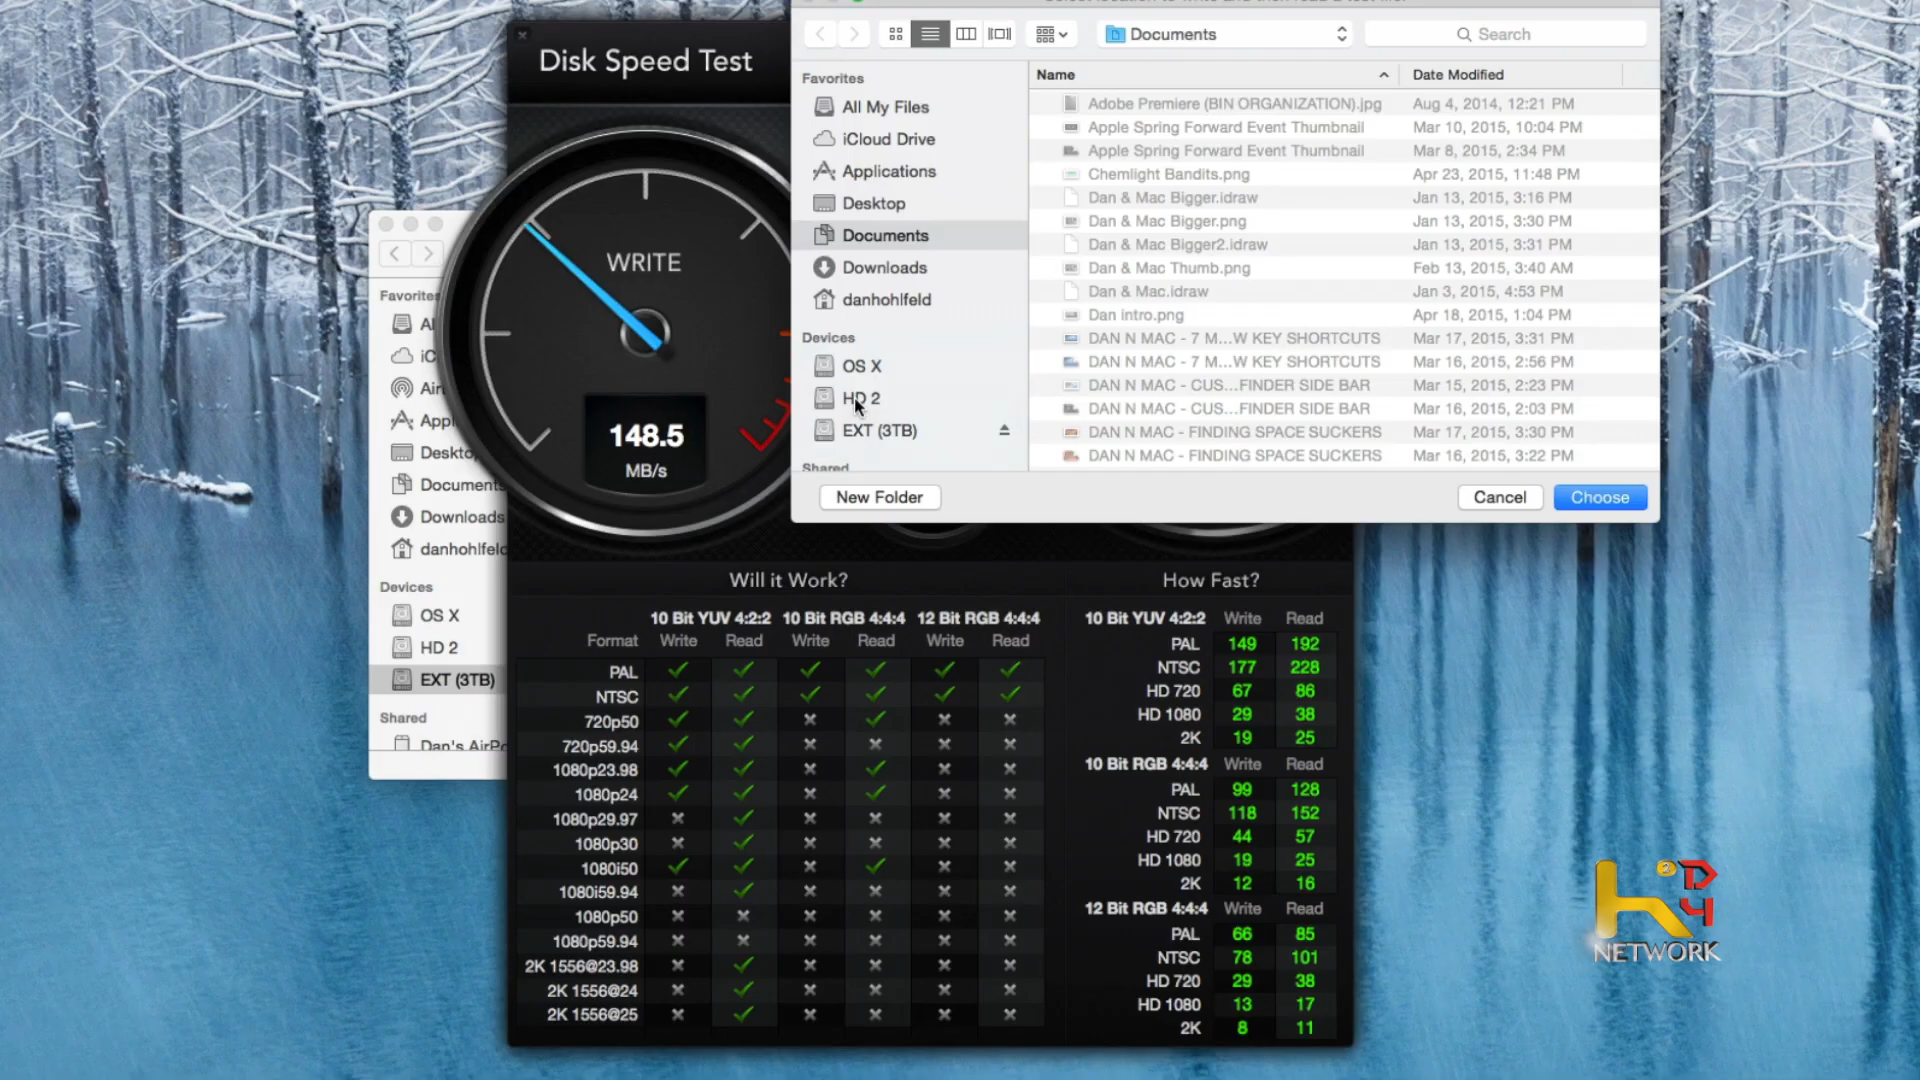 Select location to write and then read a test file.
Disk Speed Test
Documents
Search
Favorites
All My Files
iCloud Drive
Applications
Desktop
Documents
Downloads
danhohlfeld
Devices
OS X
HD 2
EXT (3TB)
Shared
Name Date Modified
Adobe Premiere (BIN ORGANIZATION).jpg Aug 4, 2014, 12:21 PM
Apple Spring Forward Event Thumbnail Mar 10, 2015, 10:04 PM
Apple Spring Forward Event Thumbnail Mar 8, 2015, 2:34 PM
Chemlight Bandits.png Apr 23, 2015, 11:48 PM
Dan & Mac Bigger.idraw Jan 13, 2015, 3:16 PM
Dan & Mac Bigger.png Jan 13, 2015, 3:30 PM
Dan & Mac Bigger2.idraw Jan 13, 2015, 3:31 PM
Dan & Mac Thumb.png Feb 13, 2015, 3:40 AM
Dan & Mac.idraw Jan 3, 2015, 4:53 PM
Dan intro.png Apr 18, 2015, 1:04 PM
DAN N MAC - 7 M...W KEY SHORTCUTS Mar 17, 2015, 3:31 PM
DAN N MAC - 7 M...W KEY SHORTCUTS Mar 16, 2015, 2:56 PM
DAN N MAC - CUS...FINDER SIDE BAR Mar 15, 2015, 2:23 PM
DAN N MAC - CUS...FINDER SIDE BAR Mar 16, 2015, 2:03 PM
DAN N MAC - FINDING SPACE SUCKERS Mar 17, 2015, 3:30 PM
DAN N MAC - FINDING SPACE SUCKERS Mar 16, 2015, 3:22 PM
New Folder Cancel Choose
WRITE
148.5
MB/s
Favorites
Al
iC
Air
Appl
Deskto
Documents
Downloads
danhohlfeld
Devices
OS X
HD 2
EXT (3TB)
Shared
Dan's AirPo
Will it Work?
10 Bit YUV 4:2:2 10 Bit RGB 4:4:4 12 Bit RGB 4:4:4
Format Write Read Write Read Write Read
PAL
NTSC
720p50
720p59.94
1080p23.98
1080p24
1080p29.97
1080p30
1080i50
1080i59.94
1080p50
1080p59.94
2K 1556@23.98
2K 1556@24
2K 1556@25
How Fast?
10 Bit YUV 4:2:2 Write Read
PAL 149 192
NTSC 177 228
HD 720 67 86
HD 1080 29 38
2K 19 25
10 Bit RGB 4:4:4 Write Read
PAL 99 128
NTSC 118 152
HD 720 44 57
HD 1080 19 25
2K 12 16
12 Bit RGB 4:4:4 Write Read
PAL 66 85
NTSC 78 101
HD 720 29 38
HD 1080 13 17
2K 8 11
NETWORK